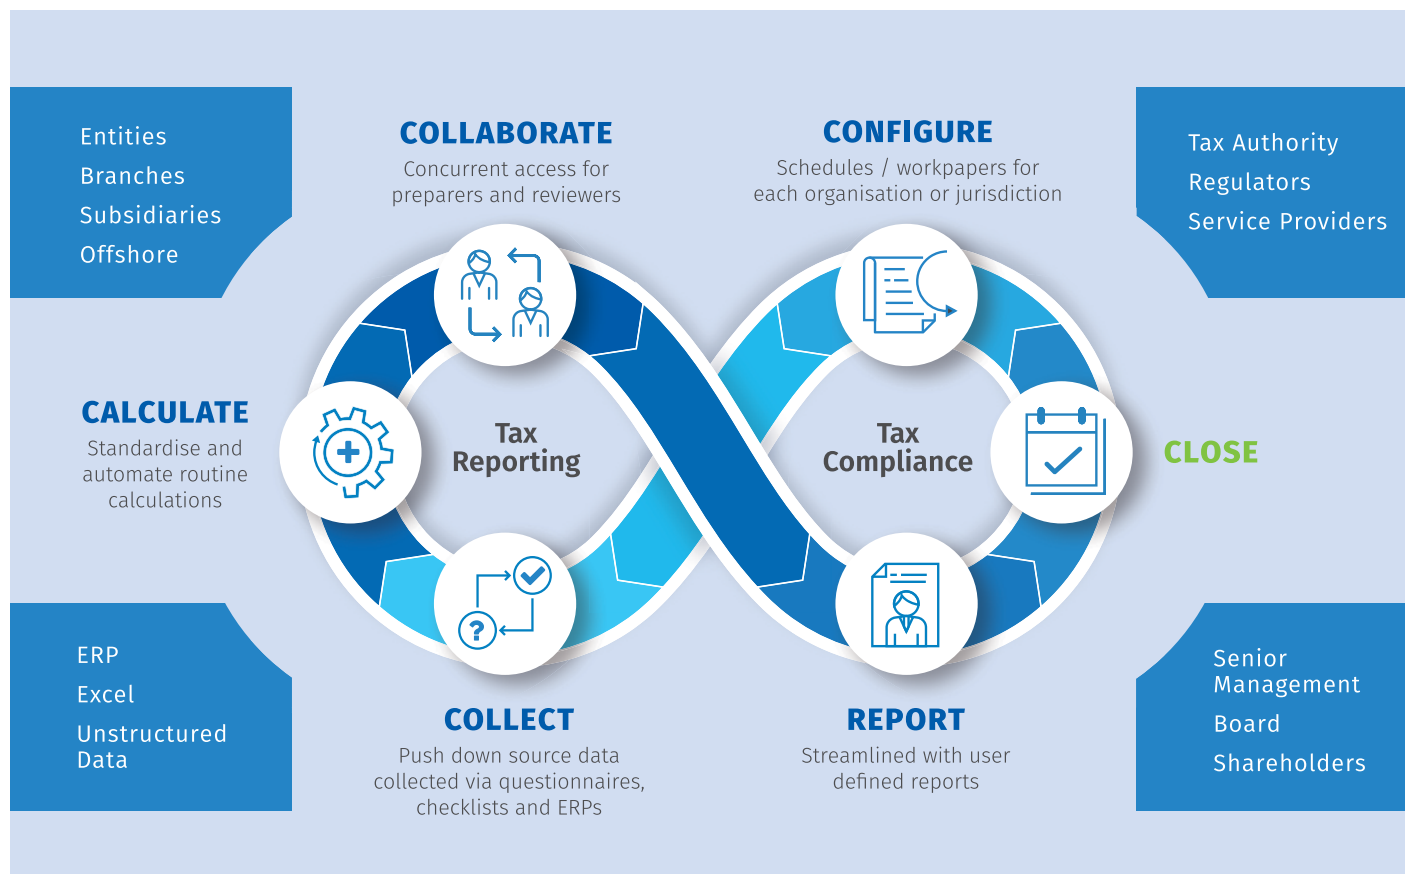 Entities
Branches
Subsidiaries
Offshore
COLLABORATE
Concurrent access for
preparers and reviewers
CONFIGURE
Schedules / workpapers for
each organisation or jurisdiction
Tax Authority
Regulators
Service Providers
CALCULATE
Standardise and
automate routine
calculations
Tax
Reporting
Tax
Compliance
CLOSE
?
ERP
Excel
Unstructured
Data
COLLECT
Push down source data
collected via questionnaires,
checklists and ERPs
REPORT
Streamlined with user
defined reports
Senior
Management
Board
Shareholders